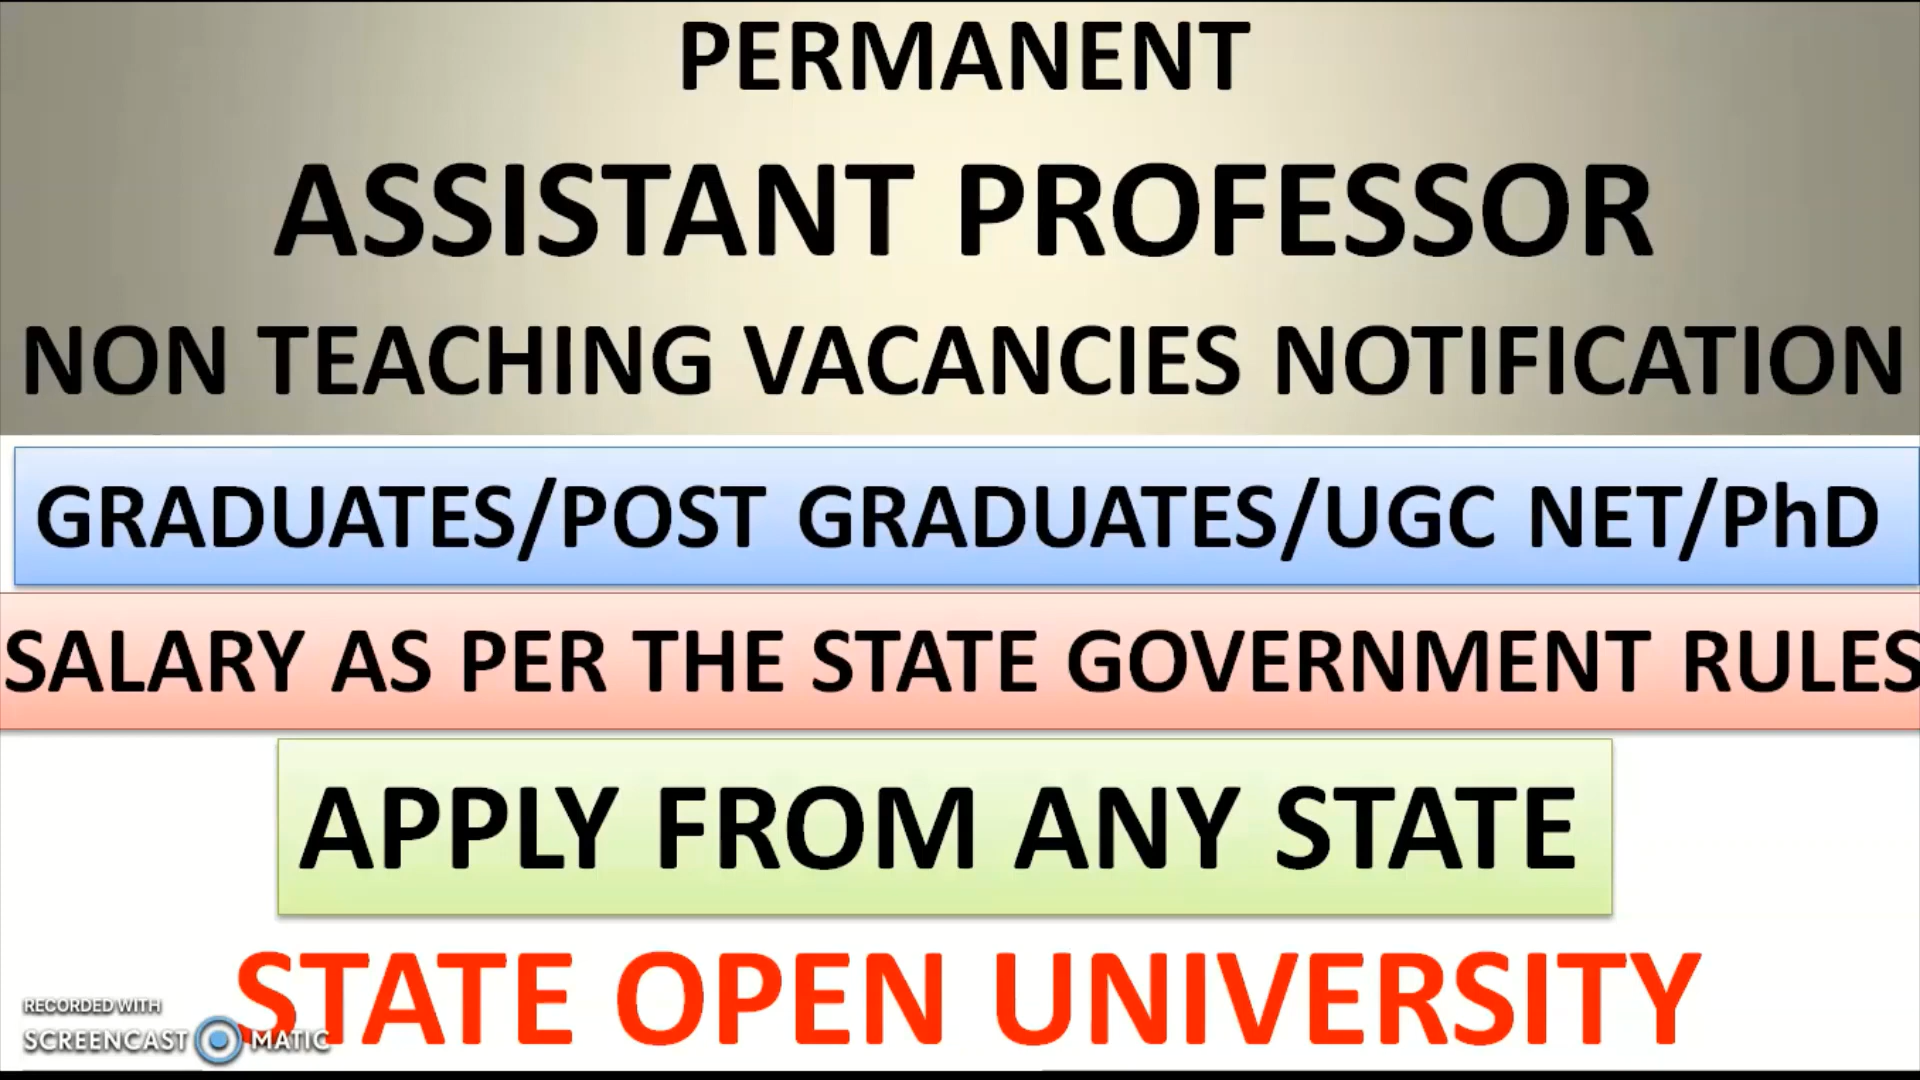 PERMANENT
ASSISTANT PROFESSOR
NON TEACHING VACANCIES NOTIFICATION
GRADUATES/POST GRADUATES/UGC NET/PhD
SALARY AS PER THE STATE GOVERNMENT RULES
APPLY FROM ANY STATE
STATE OPEN UNIVERSITY
RECORDED WITH
SCREENCAST MATIC